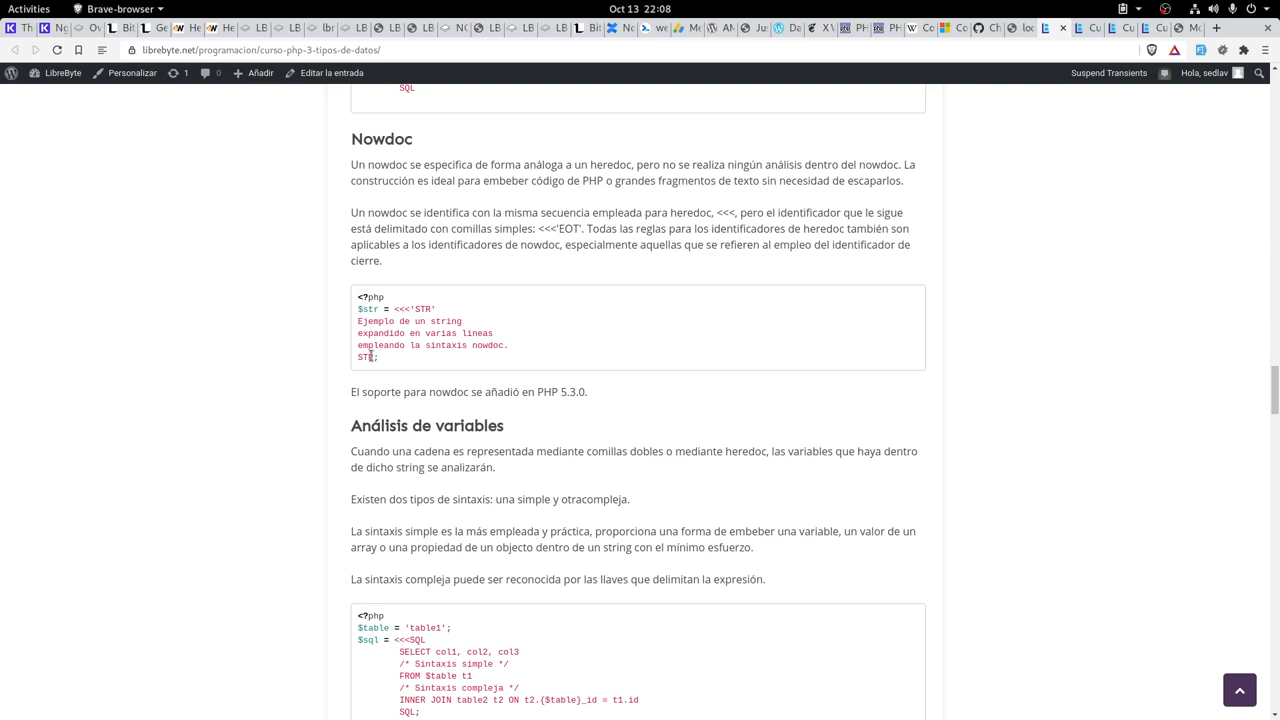 Activities
Brave-browser
Oct 13 22:08
librebyte.net/programacion/curso-php-3-tipos-de-datos/
LibreByte
Personalizar
1
0
Añadir
Editar la entrada
Suspend Transients
Hola, sedlav
SQL
Nowdoc
Un nowdoc se especifica de forma análoga a un heredoc, pero no se realiza ningún análisis dentro del nowdoc. La
construcción es ideal para embeber código de PHP o grandes fragmentos de texto sin necesidad de escaparlos.
Un nowdoc se identifica con la misma secuencia empleada para heredoc, <<<, pero el identificador que le sigue
está delimitado con comillas simples: <<<'EOT'. Todas las reglas para los identificadores de heredoc también son
aplicables a los identificadores de nowdoc, especialmente aquellas que se refieren al empleo del identificador de
cierre.
<?php
$str = <<<'STR'
Ejemplo de un string
expandido en varias líneas
empleando la sintaxis nowdoc.
STR;
El soporte para nowdoc se añadió en PHP 5.3.0.
Análisis de variables
Cuando una cadena es representada mediante comillas dobles o mediante heredoc, las variables que haya dentro
de dicho string se analizarán.
Existen dos tipos de sintaxis: una simple y otracompleja.
La sintaxis simple es la más empleada y práctica, proporciona una forma de embeber una variable, un valor de un
array o una propiedad de un objecto dentro de un string con el mínimo esfuerzo.
La sintaxis compleja puede ser reconocida por las llaves que delimitan la expresión.
<?php
$table = 'table1';
$sql = <<<SQL
SELECT col1, col2, col3
/* Sintaxis simple */
FROM $table t1
/* Sintaxis compleja */
INNER JOIN table2 t2 ON t2.{$table}_id = t1.id
SQL;